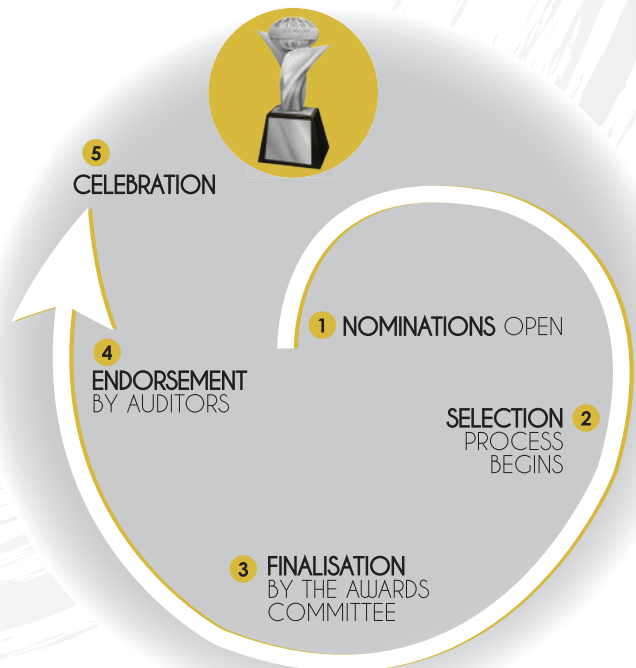 1 NOMINATIONS OPEN
SELECTION 2
PROCESS
BEGINS
3 FINALISATION
BY THE AWARDS
COMMITTEE
4
ENDORSEMENT
BY AUDITORS
5
CELEBRATION